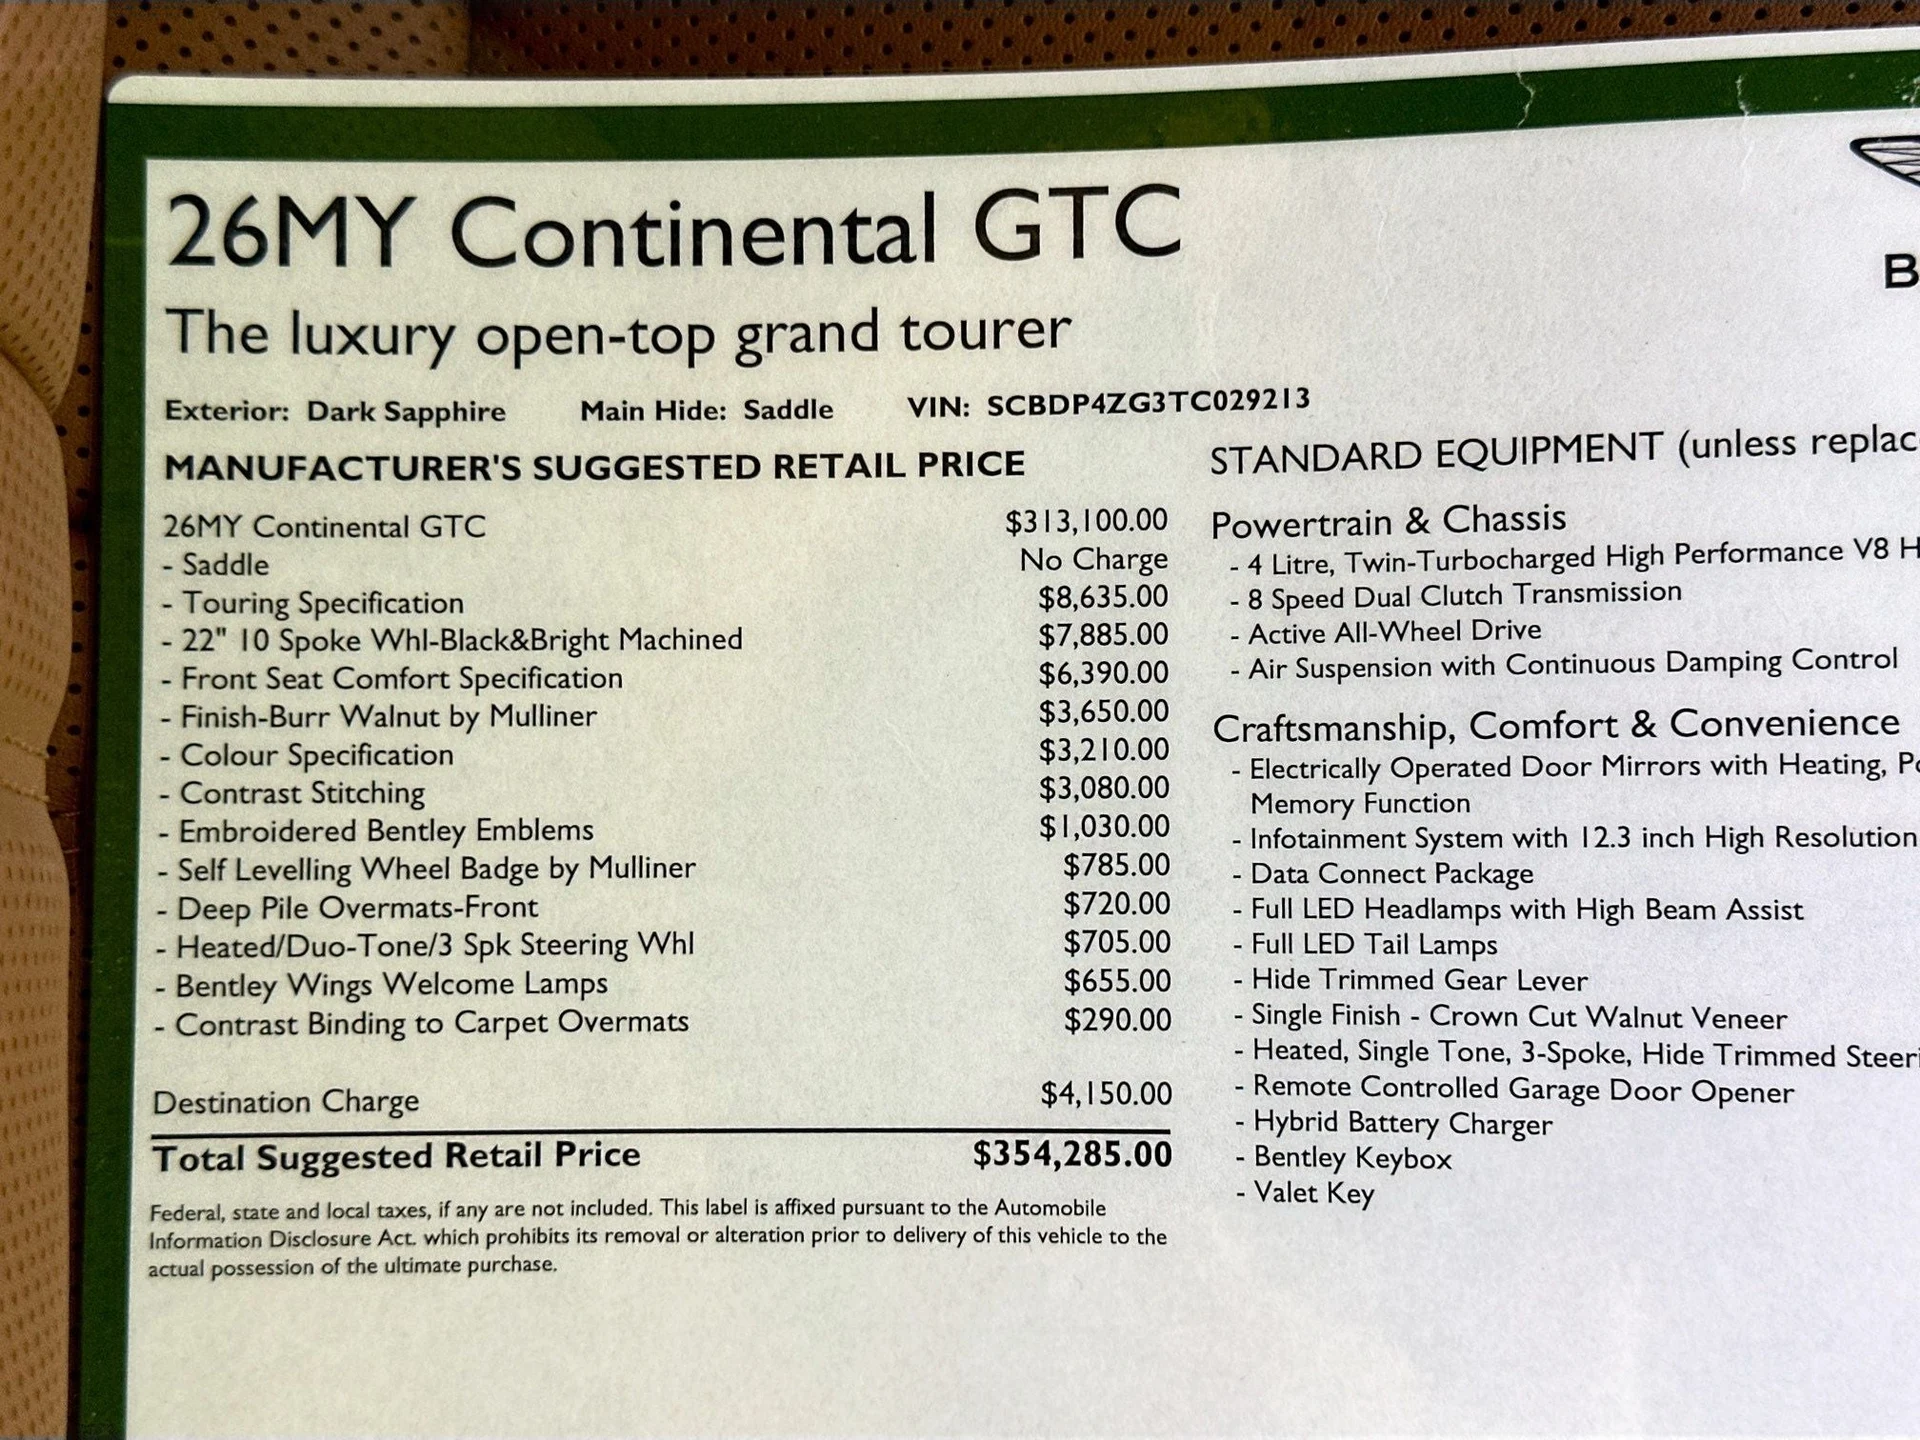 26MY Continental GTC
The luxury open-top grand tourer
Exterior: Dark Sapphire Main Hide: Saddle VIN: SCBDP4ZG3TC029213
MANUFACTURER'S SUGGESTED RETAIL PRICE
26MY Continental GTC $313,100.00
- Saddle No Charge
- Touring Specification $8,635.00
- 22" 10 Spoke Whl-Black&Bright Machined $7,885.00
- Front Seat Comfort Specification $6,390.00
- Finish-Burr Walnut by Mulliner $3,650.00
- Colour Specification $3,210.00
- Contrast Stitching $3,080.00
- Embroidered Bentley Emblems $1,030.00
- Self Levelling Wheel Badge by Mulliner $785.00
- Deep Pile Overmats-Front $720.00
- Heated/Duo-Tone/3 Spk Steering Whl $705.00
- Bentley Wings Welcome Lamps $655.00
- Contrast Binding to Carpet Overmats $290.00
Destination Charge $4,150.00
Total Suggested Retail Price $354,285.00
Federal, state and local taxes, if any are not included. This label is affixed pursuant to the Automobile
Information Disclosure Act. which prohibits its removal or alteration prior to delivery of this vehicle to the
actual possession of the ultimate purchase.
B
STANDARD EQUIPMENT (unless replac
Powertrain & Chassis
- 4 Litre, Twin-Turbocharged High Performance V8 H
- 8 Speed Dual Clutch Transmission
- Active All-Wheel Drive
- Air Suspension with Continuous Damping Control
Craftsmanship, Comfort & Convenience
- Electrically Operated Door Mirrors with Heating, Po
Memory Function
- Infotainment System with 12.3 inch High Resolution
- Data Connect Package
- Full LED Headlamps with High Beam Assist
- Full LED Tail Lamps
- Hide Trimmed Gear Lever
- Single Finish - Crown Cut Walnut Veneer
- Heated, Single Tone, 3-Spoke, Hide Trimmed Steeri
- Remote Controlled Garage Door Opener
- Hybrid Battery Charger
- Bentley Keybox
- Valet Key